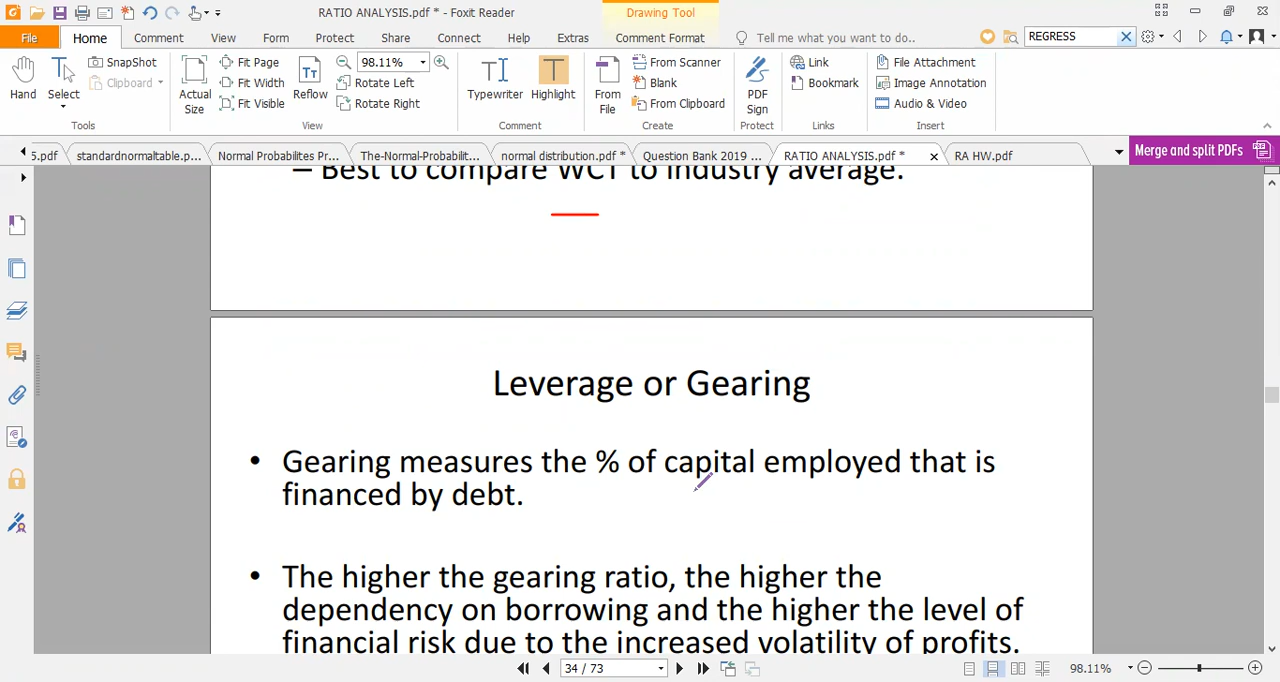 RATIO ANALYSIS.pdf * - Foxit Reader
Drawing Tool
File Home Comment View Form Protect Share Connect Help Extras Comment Format Tell me what you want to do.. REGRESS
Hand
Select
SnapShot
Clipboard
Actual Size
Fit Page
Fit Width
Fit Visible
Reflow
98.11%
Rotate Left
Rotate Right
Typewriter
Highlight
From File
From Scanner
Blank
From Clipboard
PDF Sign
Link
Bookmark
File Attachment
Image Annotation
Audio & Video
Tools View Comment Create Protect Links Insert
5.pdf standardnormaltable.p... Normal Probabilites Pr... The-Normal-Probabilit... normal distribution.pdf * Question Bank 2019 ... RATIO ANALYSIS.pdf * RA HW.pdf Merge and split PDFs
– Best to compare WCT to industry average.
Leverage or Gearing
• Gearing measures the % of capital employed that is
financed by debt.
• The higher the gearing ratio, the higher the
dependency on borrowing and the higher the level of
financial risk due to the increased volatility of profits.
34 / 73 98.11%